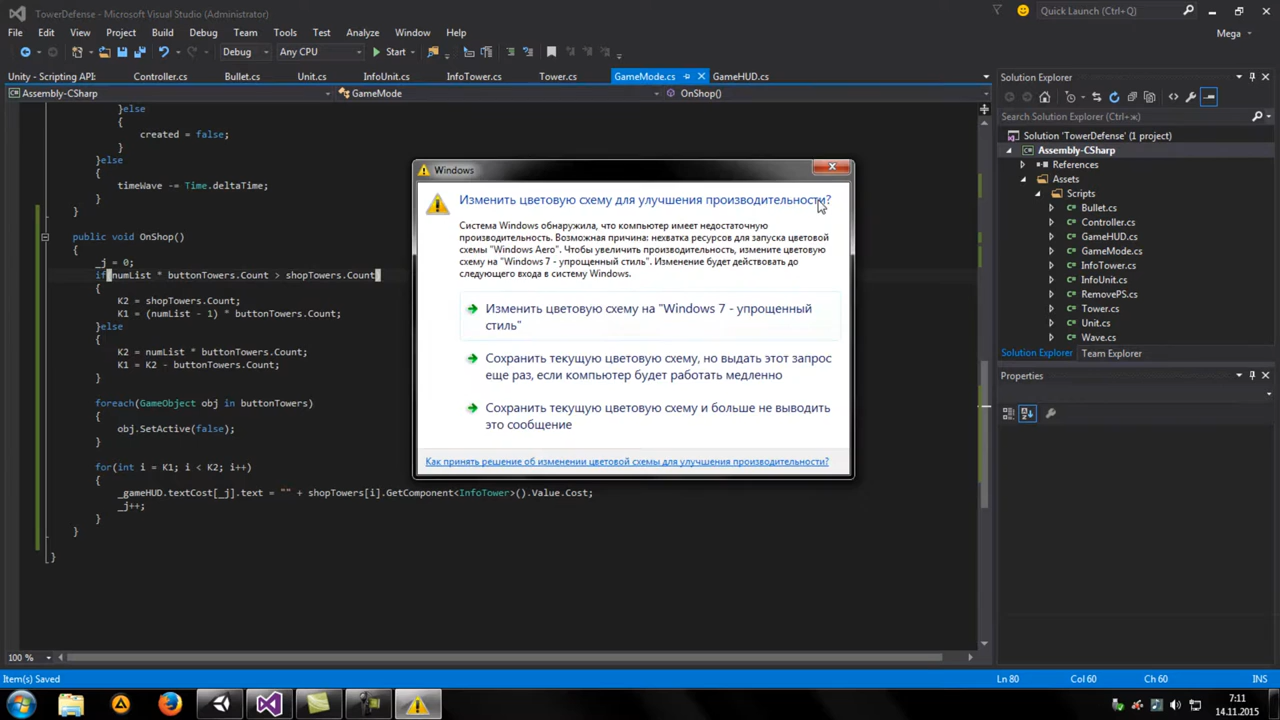 TowerDefense - Microsoft Visual Studio (Administrator)
Quick Launch (Ctrl+Q)
File Edit View Project Build Debug Team Tools Test Analyze Window Help
Mega
Debug Any CPU Start
Unity - Scripting API: Controller.cs Bullet.cs Unit.cs InfoUnit.cs InfoTower.cs Tower.cs GameMode.cs GameHUD.cs
Assembly-CSharp GameMode OnShop()
}else
{
created = false;
}
}else
{
timeWave -= Time.deltaTime;
}
}
public void OnShop()
{
_j = 0;
if(numList * buttonTowers.Count > shopTowers.Count)
{
K2 = shopTowers.Count;
K1 = (numList - 1) * buttonTowers.Count;
}else
{
K2 = numList * buttonTowers.Count;
K1 = K2 - buttonTowers.Count;
}
foreach(GameObject obj in buttonTowers)
{
obj.SetActive(false);
}
for(int i = K1; i < K2; i++)
{
_gameHUD.textCost[_j].text = "" + shopTowers[i].GetComponent<InfoTower>().Value.Cost;
_j++;
}
}
}
100 %
Windows
Изменить цветовую схему для улучшения производительности?
Система Windows обнаружила, что компьютер имеет недостаточную
производительность. Возможная причина: нехватка ресурсов для запуска цветовой
схемы "Windows Aero". Чтобы увеличить производительность, измените цветовую
схему на "Windows 7 - упрощенный стиль". Изменение будет действовать до
следующего входа в систему Windows.
Изменить цветовую схему на "Windows 7 - упрощенный
стиль"
Сохранить текущую цветовую схему, но выдать этот запрос
еще раз, если компьютер будет работать медленно
Сохранить текущую цветовую схему и больше не выводить
это сообщение
Как принять решение об изменении цветовой схемы для улучшения производительности?
Solution Explorer
Search Solution Explorer (Ctrl+ж)
Solution 'TowerDefense' (1 project)
Assembly-CSharp
References
Assets
Scripts
Bullet.cs
Controller.cs
GameHUD.cs
GameMode.cs
InfoTower.cs
InfoUnit.cs
RemovePS.cs
Tower.cs
Unit.cs
Wave.cs
Solution Explorer Team Explorer
Properties
Item(s) Saved Ln 80 Col 60 Ch 60 INS
7:11
14.11.2015